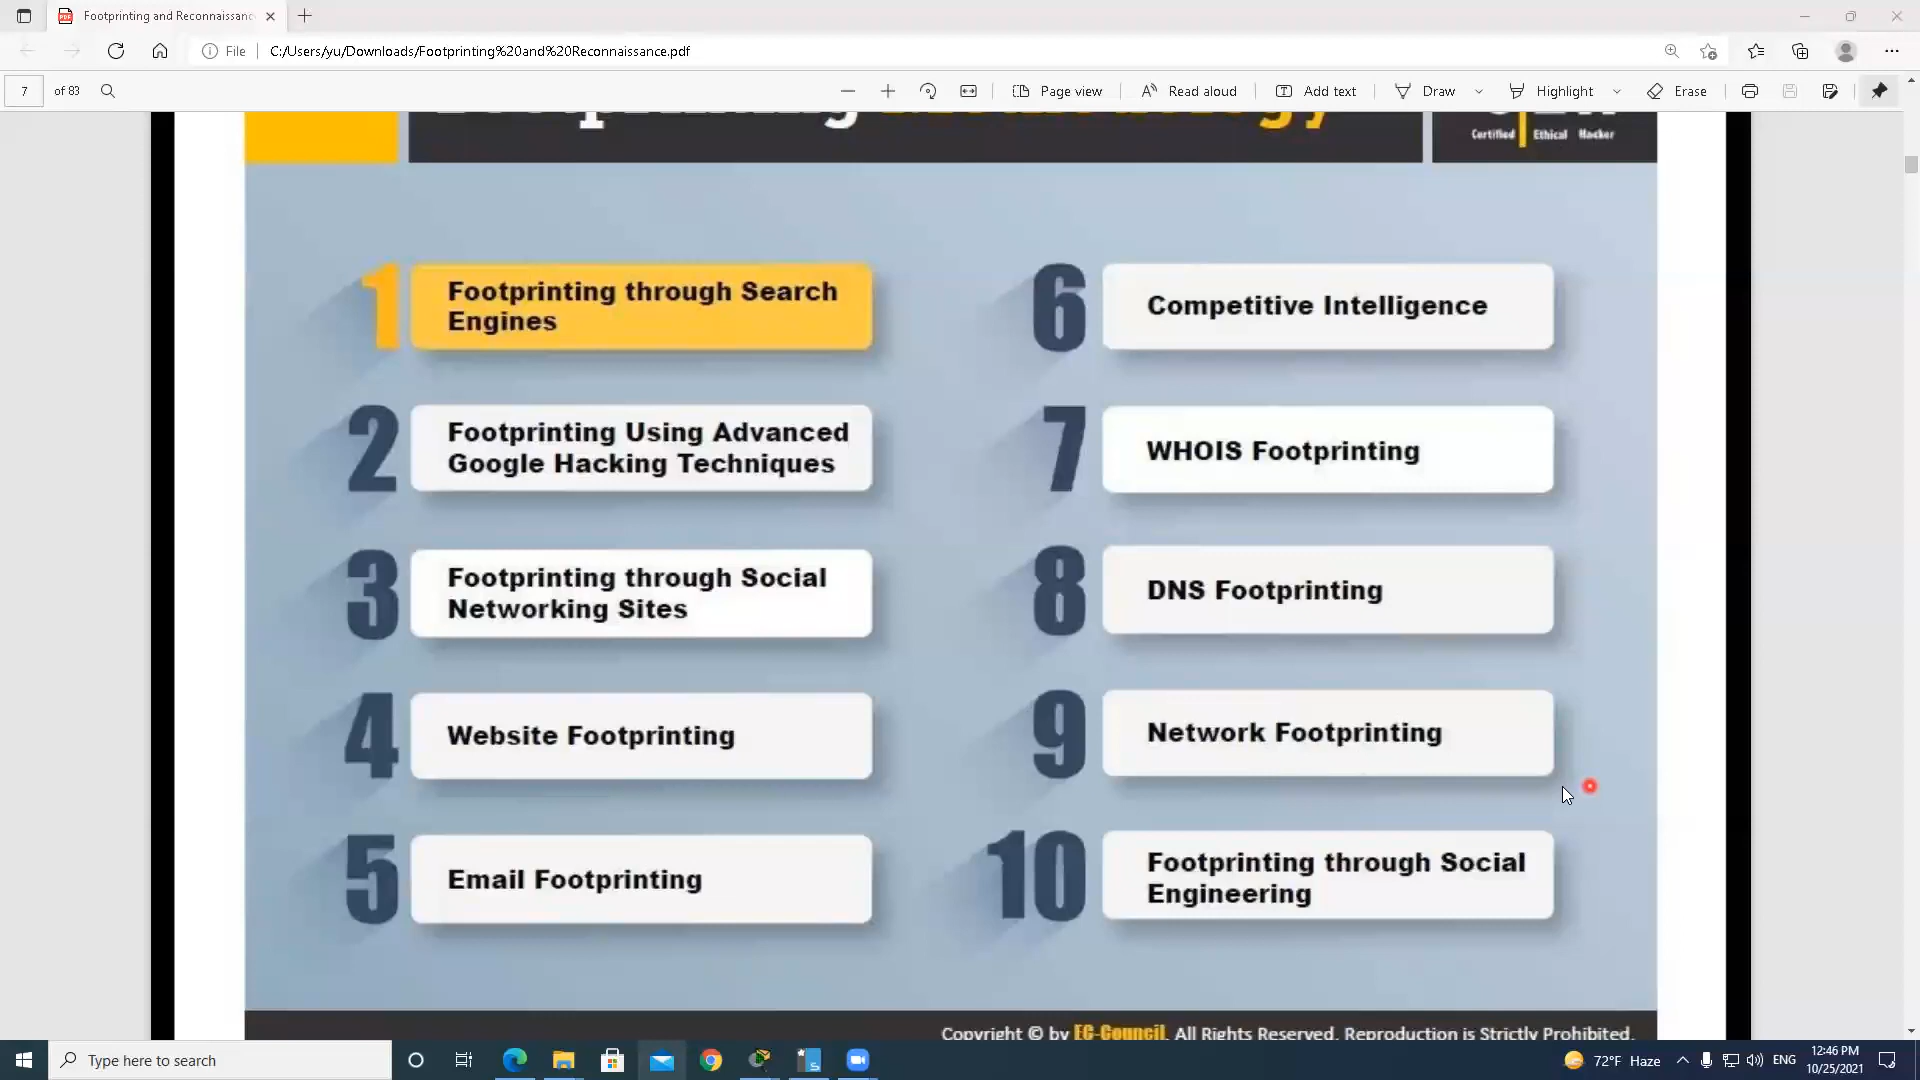 Footprinting and Reconnaissanc
File
C:/Users/yu/Downloads/Footprinting%20and%20Reconnaissance.pdf
7
of 83
Page view
Read aloud
Add text
Draw
Highlight
Erase
Certified
Ethical Hacker
1
Footprinting through Search
Engines
2
Footprinting Using Advanced
Google Hacking Techniques
3
Footprinting through Social
Networking Sites
4
Website Footprinting
5
Email Footprinting
6
Competitive Intelligence
7
WHOIS Footprinting
8
DNS Footprinting
9
Network Footprinting
10
Footprinting through Social
Engineering
Copyright © by EC-Council. All Rights Reserved. Reproduction is Strictly Prohibited.
Type here to search
72°F Haze
ENG
12:46 PM
10/25/2021